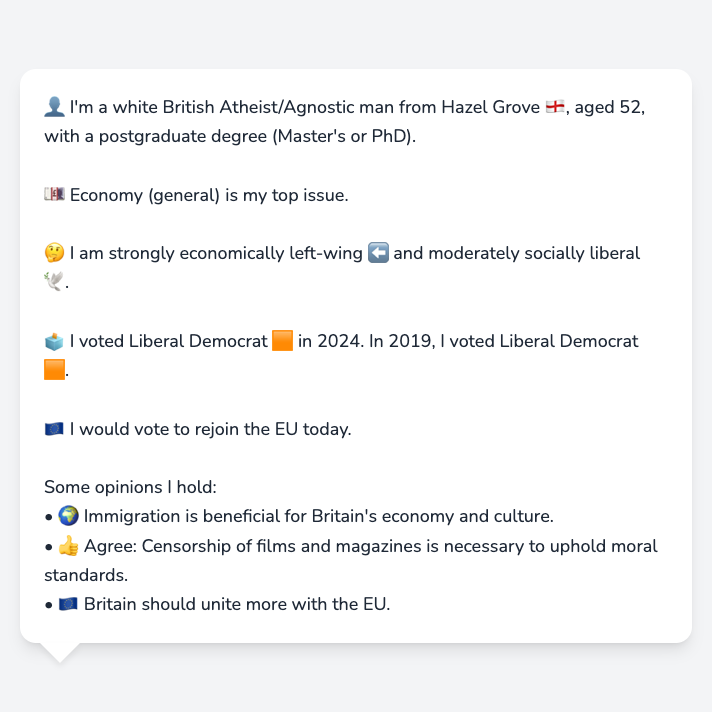 👤 I'm a white British Atheist/Agnostic man from Hazel Grove 🏴󠁧󠁢󠁥󠁮󠁧󠁿, aged 52,
with a postgraduate degree (Master's or PhD).
💷 Economy (general) is my top issue.
🤔 I am strongly economically left-wing ⬅️ and moderately socially liberal
🕊️.
🗳️ I voted Liberal Democrat 🟧 in 2024. In 2019, I voted Liberal Democrat
🟧.
🇪🇺 I would vote to rejoin the EU today.
Some opinions I hold:
• 🌍 Immigration is beneficial for Britain's economy and culture.
• 👍 Agree: Censorship of films and magazines is necessary to uphold moral
standards.
• 🇪🇺 Britain should unite more with the EU.